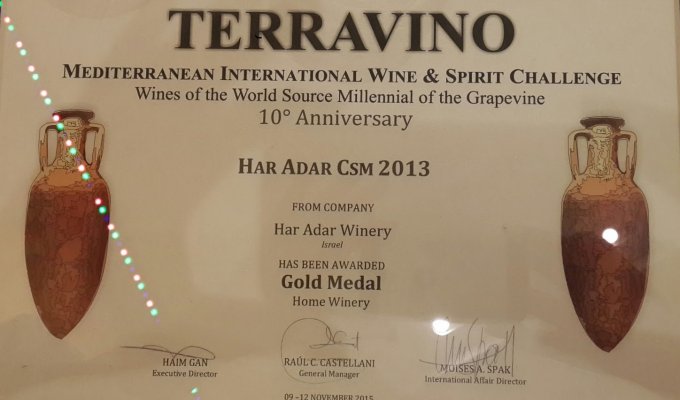 TERRAVINO
MEDITERRANEAN INTERNATIONAL WINE & SPIRIT CHALLENGE
Wines of the World Source Millennial of the Grapevine
10° Anniversary
HAR ADAR CSM 2013
FROM COMPANY
Har Adar Winery
Israel
HAS BEEN AWARDED
Gold Medal
Home Winery
HAIM GAN
Executive Director
RAÚL C. CASTELLANI
General Manager
MOISES A. SPAK
International Affair Director
09 – 12 NOVEMBER 2015